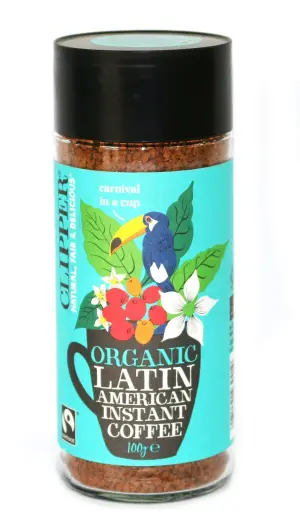 CLIPPER®
NATURAL, FAIR & DELICIOUS
carnival
in a cup
ORGANIC
LATIN
AMERICAN
INSTANT
COFFEE
100g e